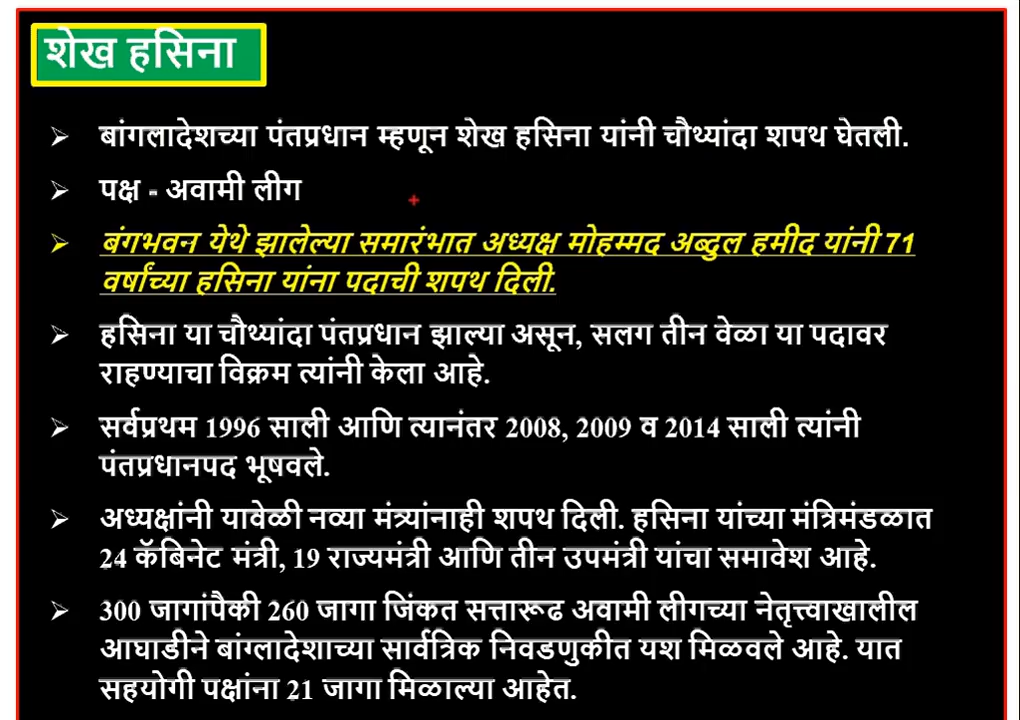 शेख हसिना
बांगलादेशच्या पंतप्रधान म्हणून शेख हसिना यांनी चौथ्यांदा शपथ घेतली.
पक्ष - अवामी लीग
बंगभवन येथे झालेल्या समारंभात अध्यक्ष मोहम्मद अब्दुल हमीद यांनी 71
वर्षांच्या हसिना यांना पदाची शपथ दिली.
हसिना या चौथ्यांदा पंतप्रधान झाल्या असून, सलग तीन वेळा या पदावर
राहण्याचा विक्रम त्यांनी केला आहे.
सर्वप्रथम 1996 साली आणि त्यानंतर 2008, 2009 व 2014 साली त्यांनी
पंतप्रधानपद भूषवले.
अध्यक्षांनी यावेळी नव्या मंत्र्यांनाही शपथ दिली. हसिना यांच्या मंत्रिमंडळात
24 कॅबिनेट मंत्री, 19 राज्यमंत्री आणि तीन उपमंत्री यांचा समावेश आहे.
300 जागांपैकी 260 जागा जिंकत सत्तारूढ अवामी लीगच्या नेतृत्त्वाखालील
आघाडीने बांग्लादेशाच्या सार्वत्रिक निवडणुकीत यश मिळवले आहे. यात
सहयोगी पक्षांना 21 जागा मिळाल्या आहेत.